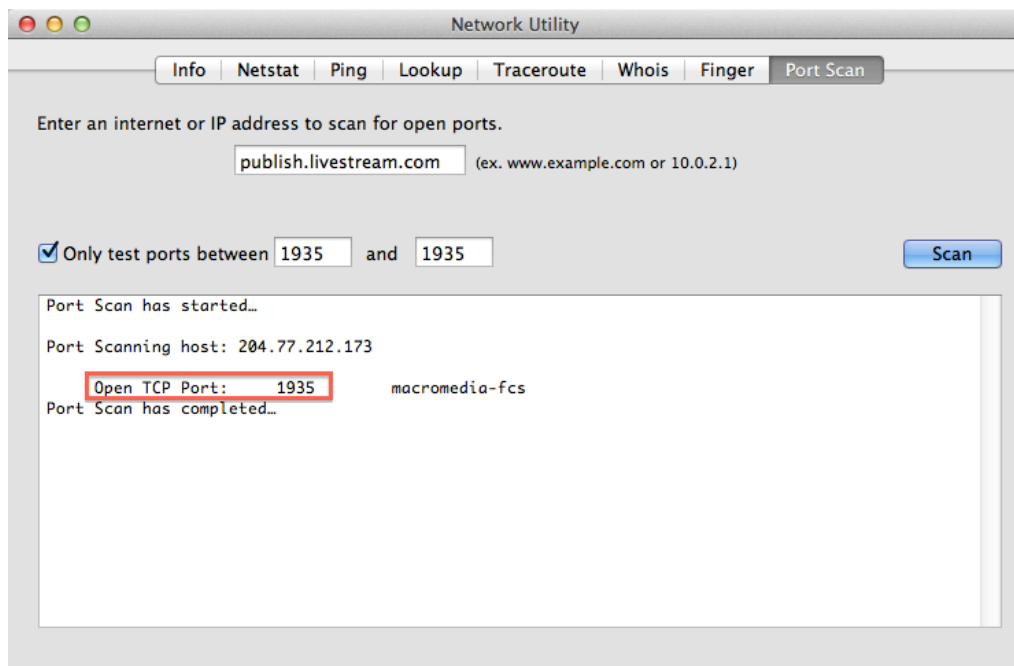 Network Utility
Info Netstat Ping Lookup Traceroute Whois Finger Port Scan
Enter an internet or IP address to scan for open ports.
publish.livestream.com (ex. www.example.com or 10.0.2.1)
Only test ports between 1935 and 1935 Scan
Port Scan has started…
Port Scanning host: 204.77.212.173
Open TCP Port: 1935 macromedia-fcs
Port Scan has completed…